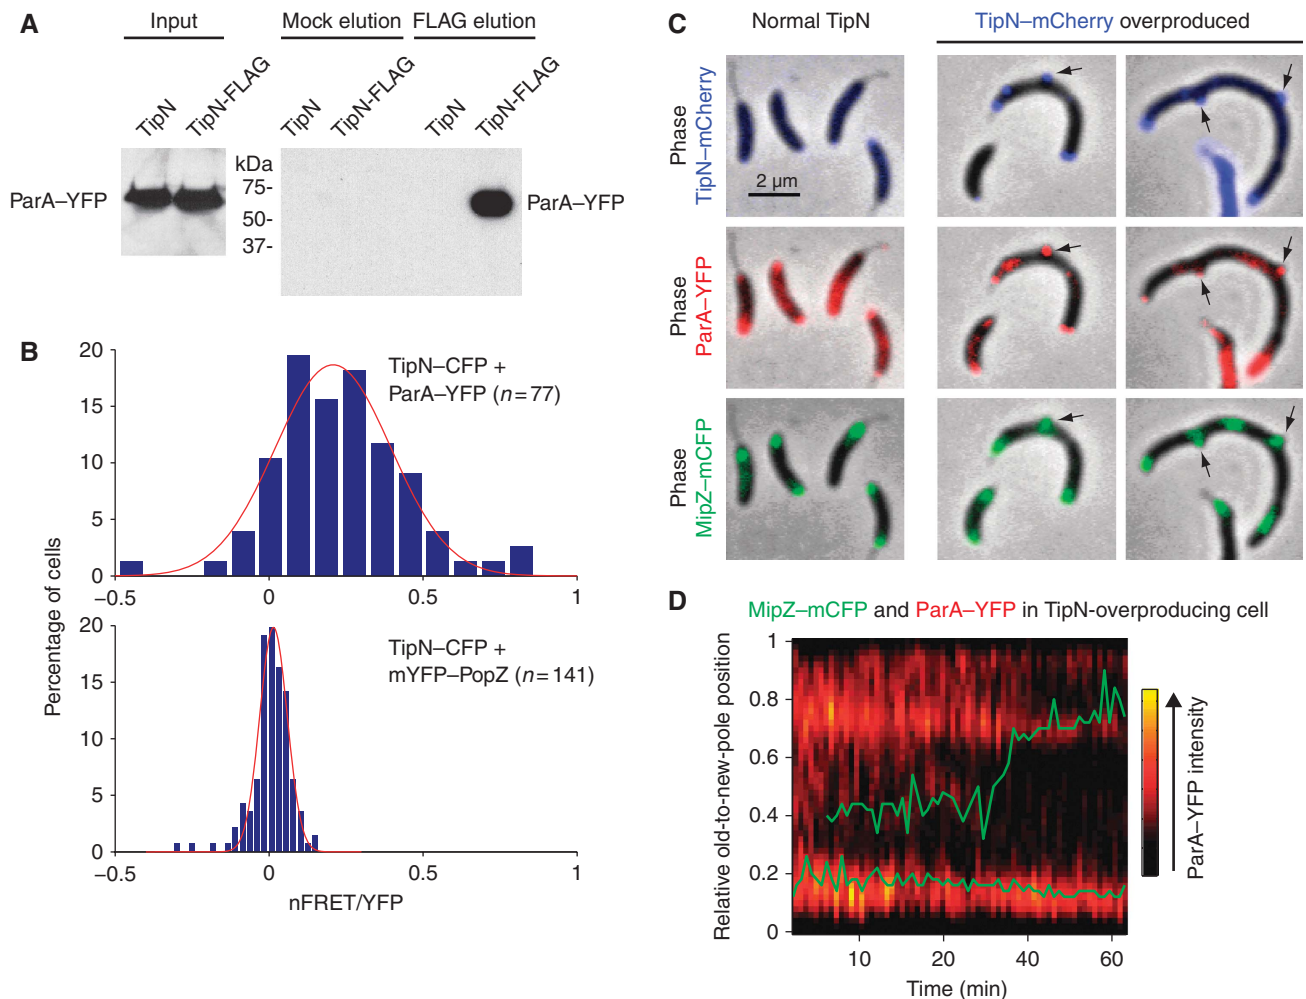 A
Input
Mock elution
FLAG elution
TipN
TipN-FLAG
TipN
TipN-FLAG
TipN
TipN-FLAG
kDa
75-
50-
37-
ParA–YFP
ParA–YFP
B
TipN–CFP +
ParA–YFP (n=77)
20
15
10
5
0
−0.5
0
0.5
1
TipN–CFP +
mYFP–PopZ (n=141)
20
15
10
5
0
−0.5
0
0.5
1
Percentage of cells
nFRET/YFP
C
Normal TipN
TipN–mCherry overproduced
Phase
TipN–mCherry
2 μm
Phase
ParA–YFP
Phase
MipZ–mCFP
D
MipZ–mCFP and ParA–YFP in TipN-overproducing cell
Relative old-to-new-pole position
1
0.8
0.6
0.4
0.2
0
10
20
40
60
Time (min)
ParA–YFP intensity